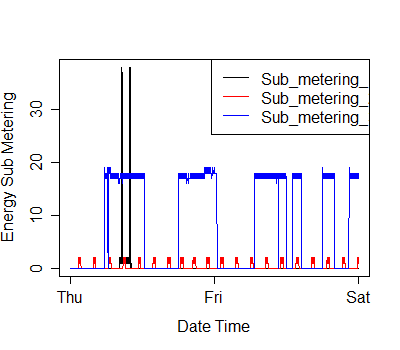 Sub_metering_
Sub_metering_
Sub_metering_
Energy Sub Metering
30
20
10
0
Thu Fri Sat
Date Time